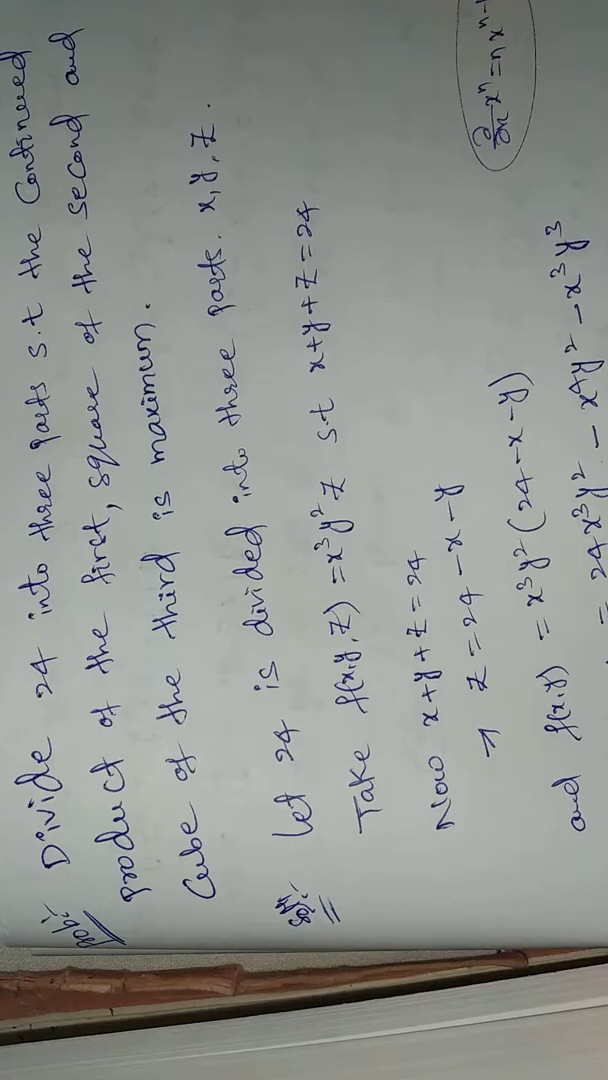 Prob:- Divide 24 into three parts s.t the Continued
product of the first, square of the second and
Cube of the third is maximum.
Solⁿ:- Let 24 is divided into three parts. x, y, z.
Take f(x,y,z) = x³y²z s.t x+y+z=24
Now x+y+z=24
→ z = 24-x-y
and f(x,y) = x³y²(24-x-y)
= 24x³y² - x⁴y² - x³y³
∂/∂x xⁿ = n xⁿ⁻